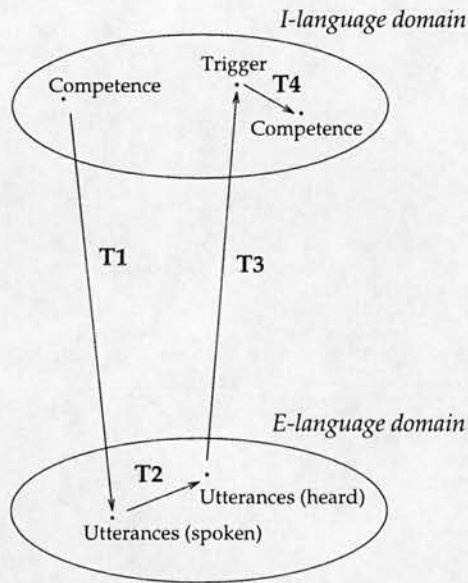 I-language domain
Trigger
T4
Competence
Competence
T1
T3
E-language domain
T2
Utterances (heard)
Utterances (spoken)